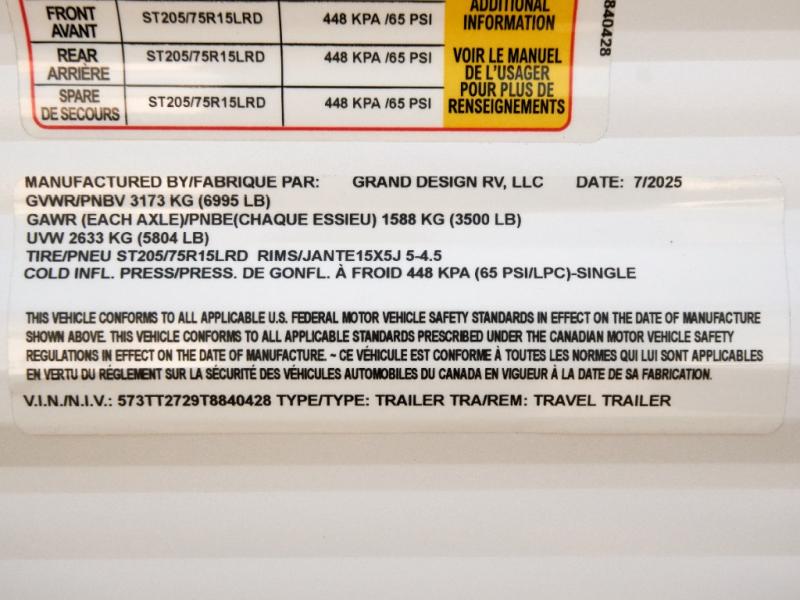 ADDITIONAL
FRONT AVANT ST205/75R15LRD 448 KPA /65 PSI INFORMATION
REAR ARRIÈRE ST205/75R15LRD 448 KPA /65 PSI VOIR LE MANUEL DE L'USAGER
SPARE DE SECOURS ST205/75R15LRD 448 KPA /65 PSI POUR PLUS DE RENSEIGNEMENTS
840428
MANUFACTURED BY/FABRIQUE PAR: GRAND DESIGN RV, LLC DATE: 7/2025
GVWR/PNBV 3173 KG (6995 LB)
GAWR (EACH AXLE)/PNBE(CHAQUE ESSIEU) 1588 KG (3500 LB)
UVW 2633 KG (5804 LB)
TIRE/PNEU ST205/75R15LRD RIMS/JANTE15X5J 5-4.5
COLD INFL. PRESS/PRESS. DE GONFL. À FROID 448 KPA (65 PSI/LPC)-SINGLE
THIS VEHICLE CONFORMS TO ALL APPLICABLE U.S. FEDERAL MOTOR VEHICLE SAFETY STANDARDS IN EFFECT ON THE DATE OF MANUFACTURE
SHOWN ABOVE. THIS VEHICLE CONFORMS TO ALL APPLICABLE STANDARDS PRESCRIBED UNDER THE CANADIAN MOTOR VEHICLE SAFETY
REGULATIONS IN EFFECT ON THE DATE OF MANUFACTURE. ~ CE VÉHICULE EST CONFORME À TOUTES LES NORMES QUI LUI SONT APPLICABLES
EN VERTU DU RÉGLEMENT SUR LA SÉCURITÉ DES VÉHICULES AUTOMOBILES DU CANADA EN VIGUEUR À LA DATE DE SA FABRICATION.
V.I.N./N.I.V.: 573TT2729T8840428 TYPE/TYPE: TRAILER TRA/REM: TRAVEL TRAILER